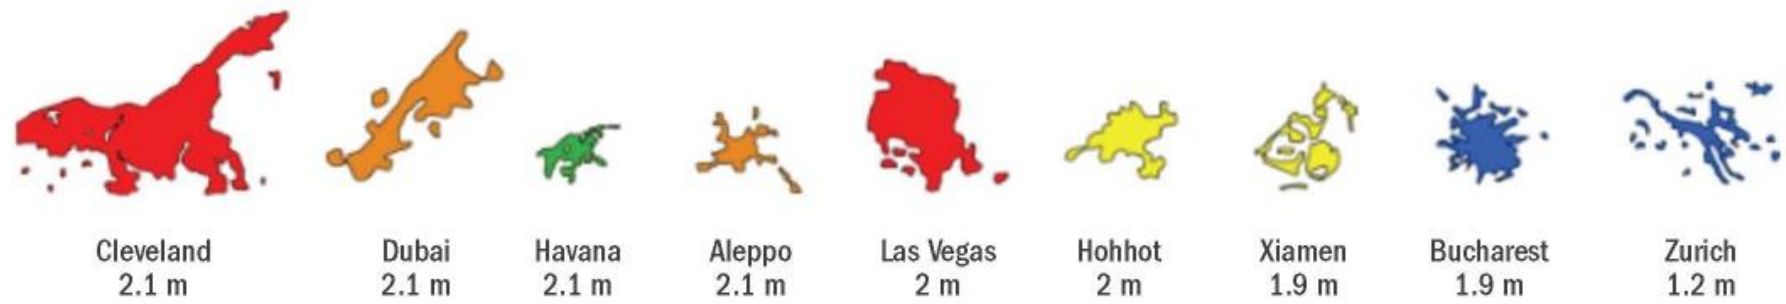 Cleveland
2.1 m
Dubai
2.1 m
Havana
2.1 m
Aleppo
2.1 m
Las Vegas
2 m
Hohhot
2 m
Xiamen
1.9 m
Bucharest
1.9 m
Zurich
1.2 m